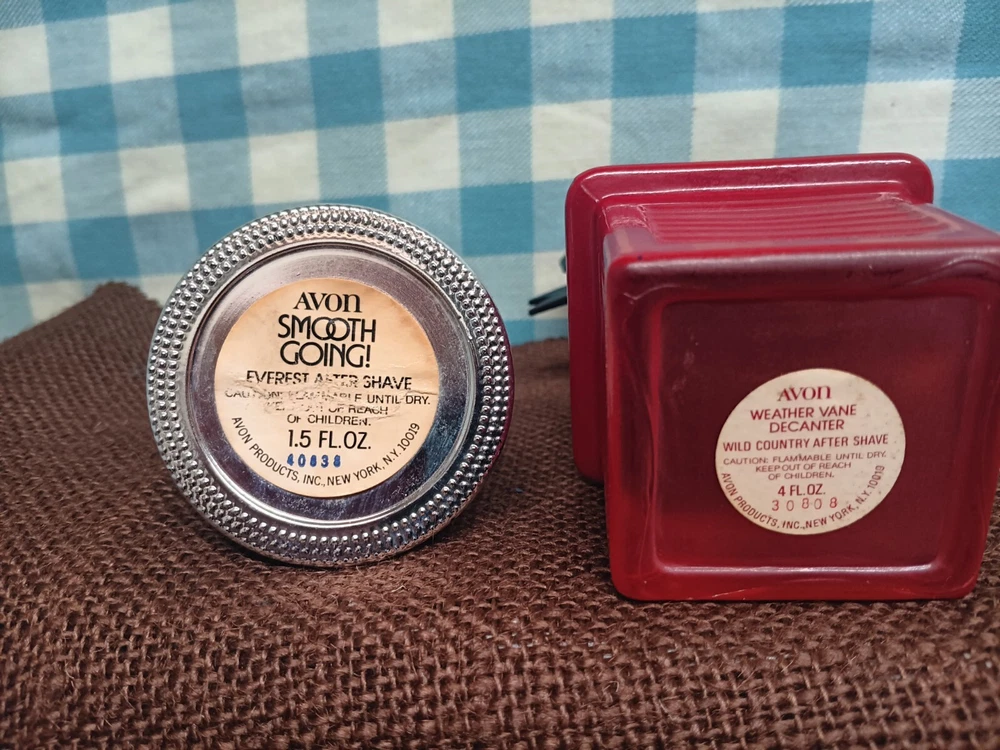 AVON
SMOOTH
GOING!
EVEREST AFTER SHAVE
CAUTION: FLAMMABLE UNTIL DRY.
KEEP OUT OF REACH
OF CHILDREN.
1.5 FL.OZ.
40838
AVON PRODUCTS, INC., NEW YORK, N.Y. 10019
AVON
WEATHER VANE
DECANTER
WILD COUNTRY AFTER SHAVE
CAUTION: FLAMMABLE UNTIL DRY.
KEEP OUT OF REACH
OF CHILDREN.
4 FL.OZ.
30808
AVON PRODUCTS, INC., NEW YORK, N.Y. 10019